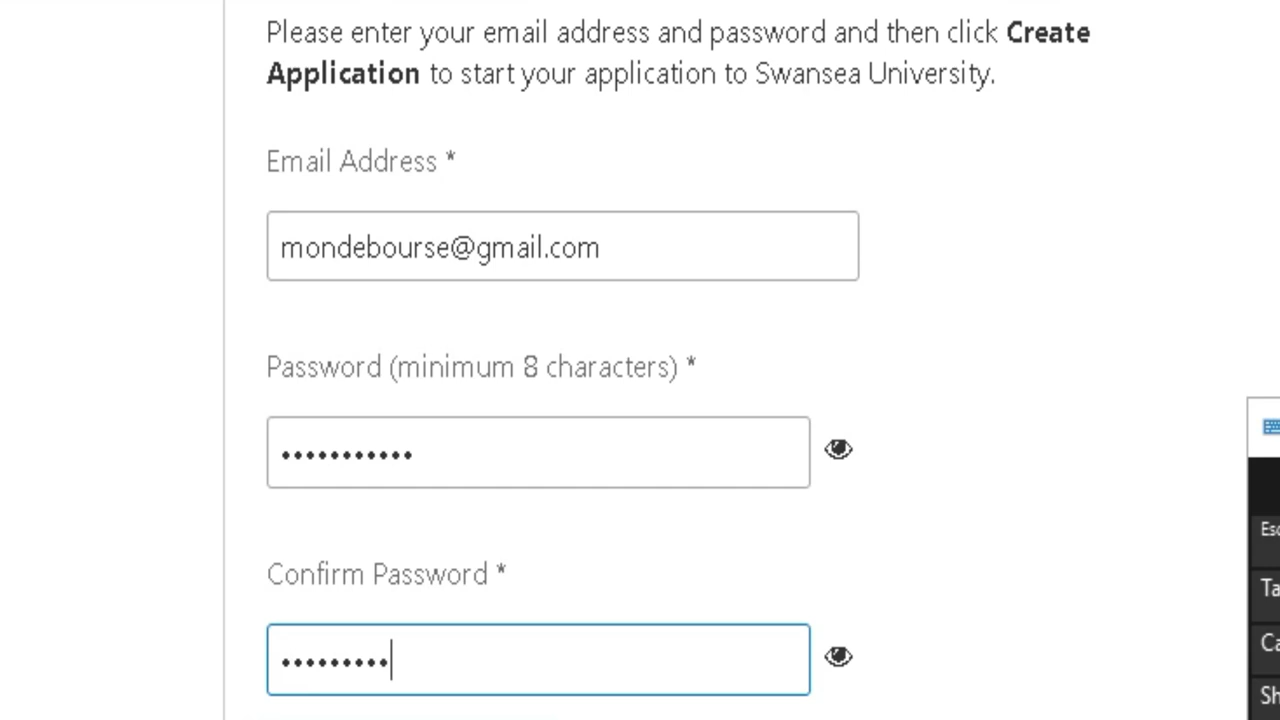 Please enter your email address and password and then click Create
Application to start your application to Swansea University.
Email Address *
mondebourse@gmail.com
Password (minimum 8 characters) *
•••••••••••
Confirm Password *
•••••••••
Esc